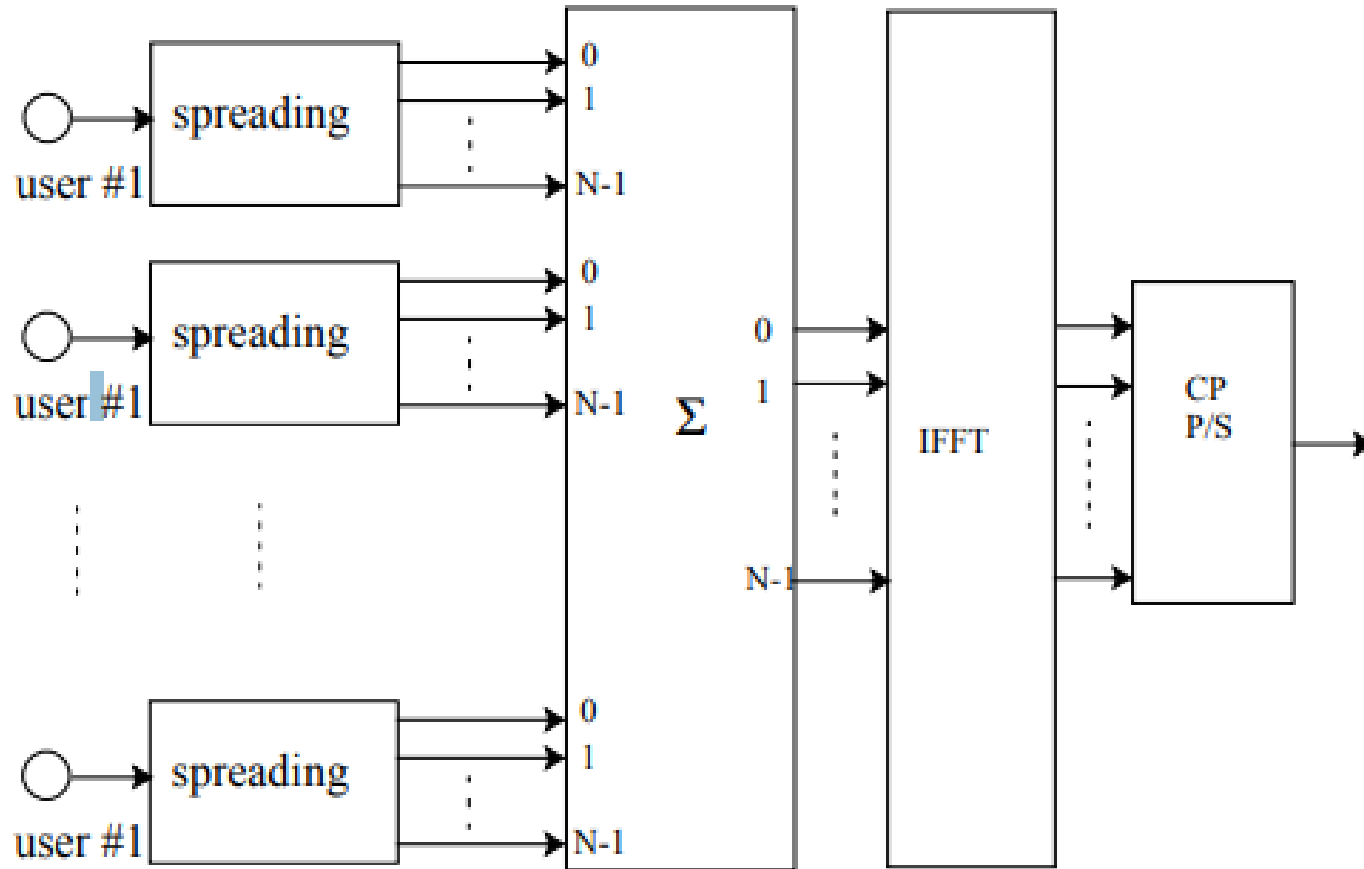 spreading
user #1
0
1
N-1
spreading
user #1
0
1
N-1
spreading
user #1
0
1
N-1
Σ
0
1
N-1
IFFT
CP
P/S